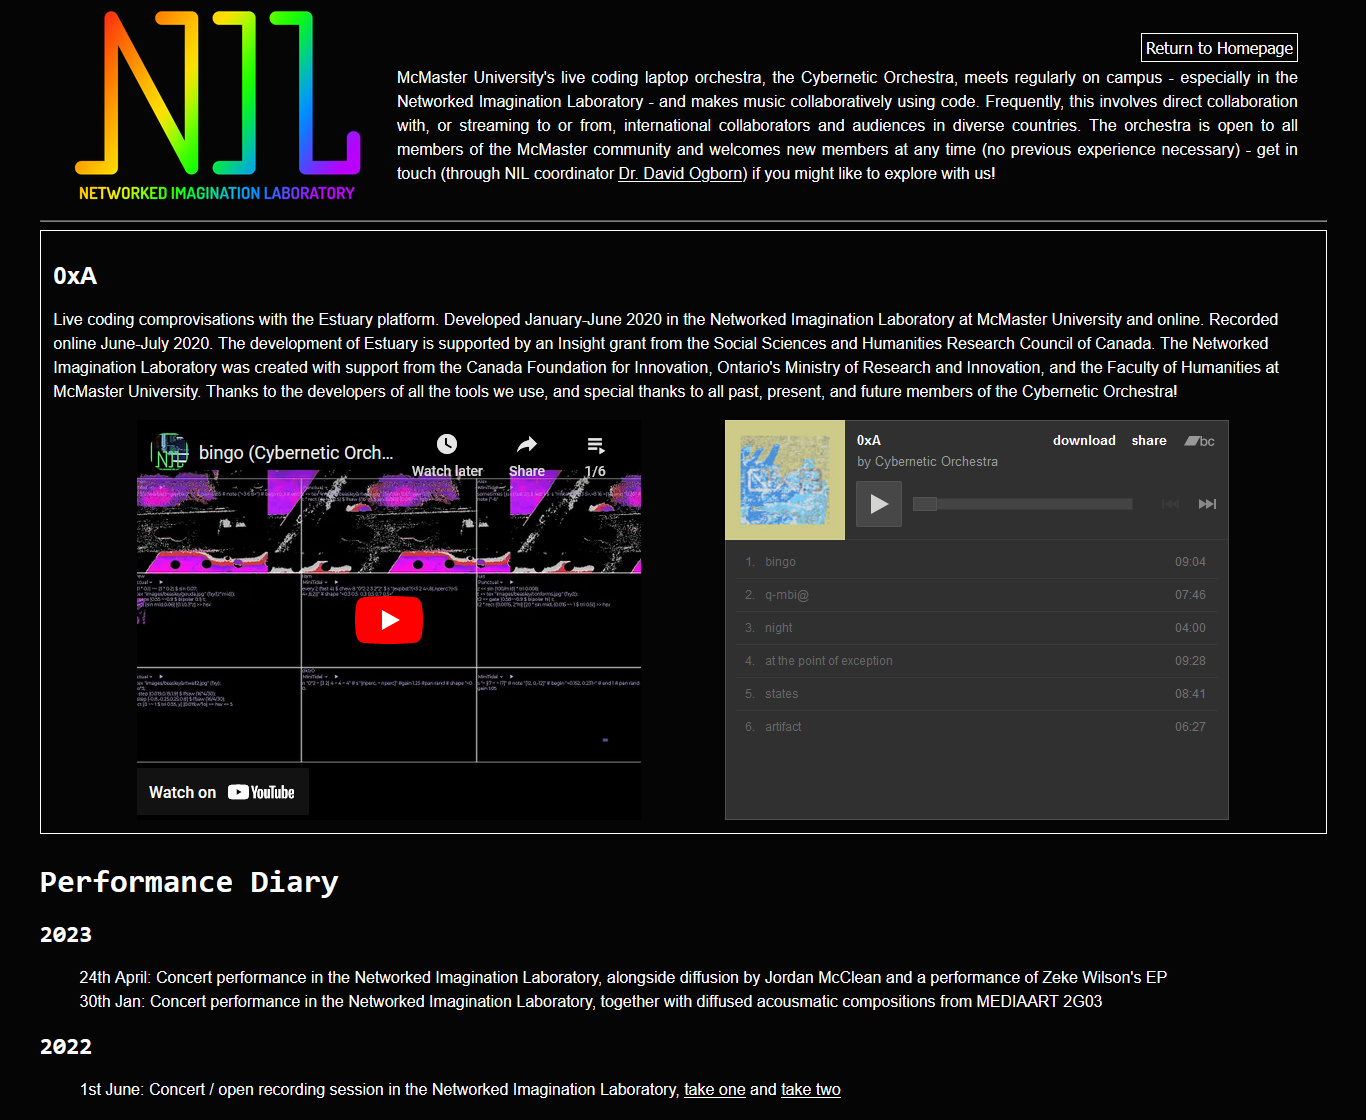 NIL
NETWORKED IMAGINATION LABORATORY
Return to Homepage
McMaster University's live coding laptop orchestra, the Cybernetic Orchestra, meets regularly on campus - especially in the
Networked Imagination Laboratory - and makes music collaboratively using code. Frequently, this involves direct collaboration
with, or streaming to or from, international collaborators and audiences in diverse countries. The orchestra is open to all
members of the McMaster community and welcomes new members at any time (no previous experience necessary) - get in
touch (through NIL coordinator Dr. David Ogborn) if you might like to explore with us!
0xA
Live coding comprovisations with the Estuary platform. Developed January-June 2020 in the Networked Imagination Laboratory at McMaster University and online. Recorded
online June-July 2020. The development of Estuary is supported by an Insight grant from the Social Sciences and Humanities Research Council of Canada. The Networked
Imagination Laboratory was created with support from the Canada Foundation for Innovation, Ontario's Ministry of Research and Innovation, and the Faculty of Humanities at
McMaster University. Thanks to the developers of all the tools we use, and special thanks to all past, present, and future members of the Cybernetic Orchestra!
NIL
bingo (Cybernetic Orch...
Watch later
Share
1/6
Watch on YouTube
0xA
download share bc
by Cybernetic Orchestra
1. bingo 09:04
2. q-mbi@ 07:46
3. night 04:00
4. at the point of exception 09:28
5. states 08:41
6. artifact 06:27
Performance Diary
2023
24th April: Concert performance in the Networked Imagination Laboratory, alongside diffusion by Jordan McClean and a performance of Zeke Wilson's EP
30th Jan: Concert performance in the Networked Imagination Laboratory, together with diffused acousmatic compositions from MEDIAART 2G03
2022
1st June: Concert / open recording session in the Networked Imagination Laboratory, take one and take two